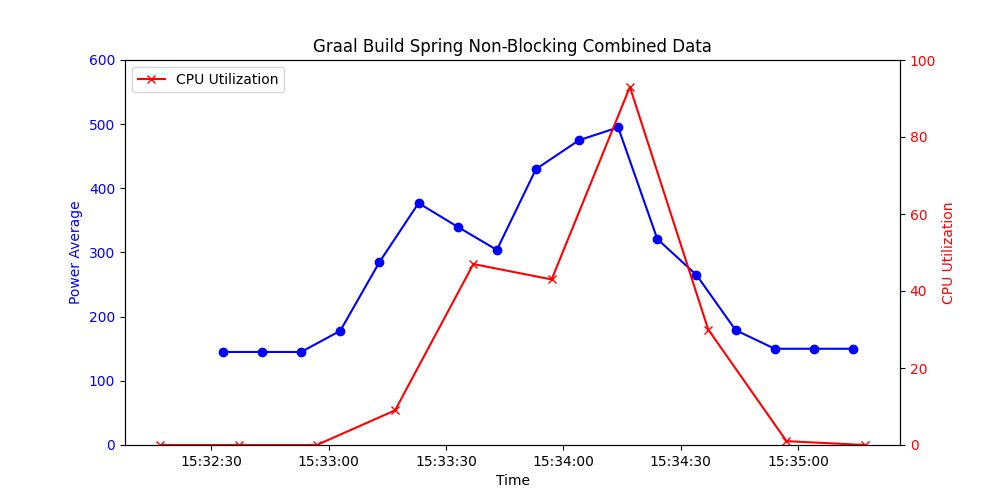 Graal Build Spring Non-Blocking Combined Data
CPU Utilization
600
500
400
300
200
100
0
Power Average
100
80
60
40
20
0
CPU Utilization
15:32:30 15:33:00 15:33:30 15:34:00 15:34:30 15:35:00
Time